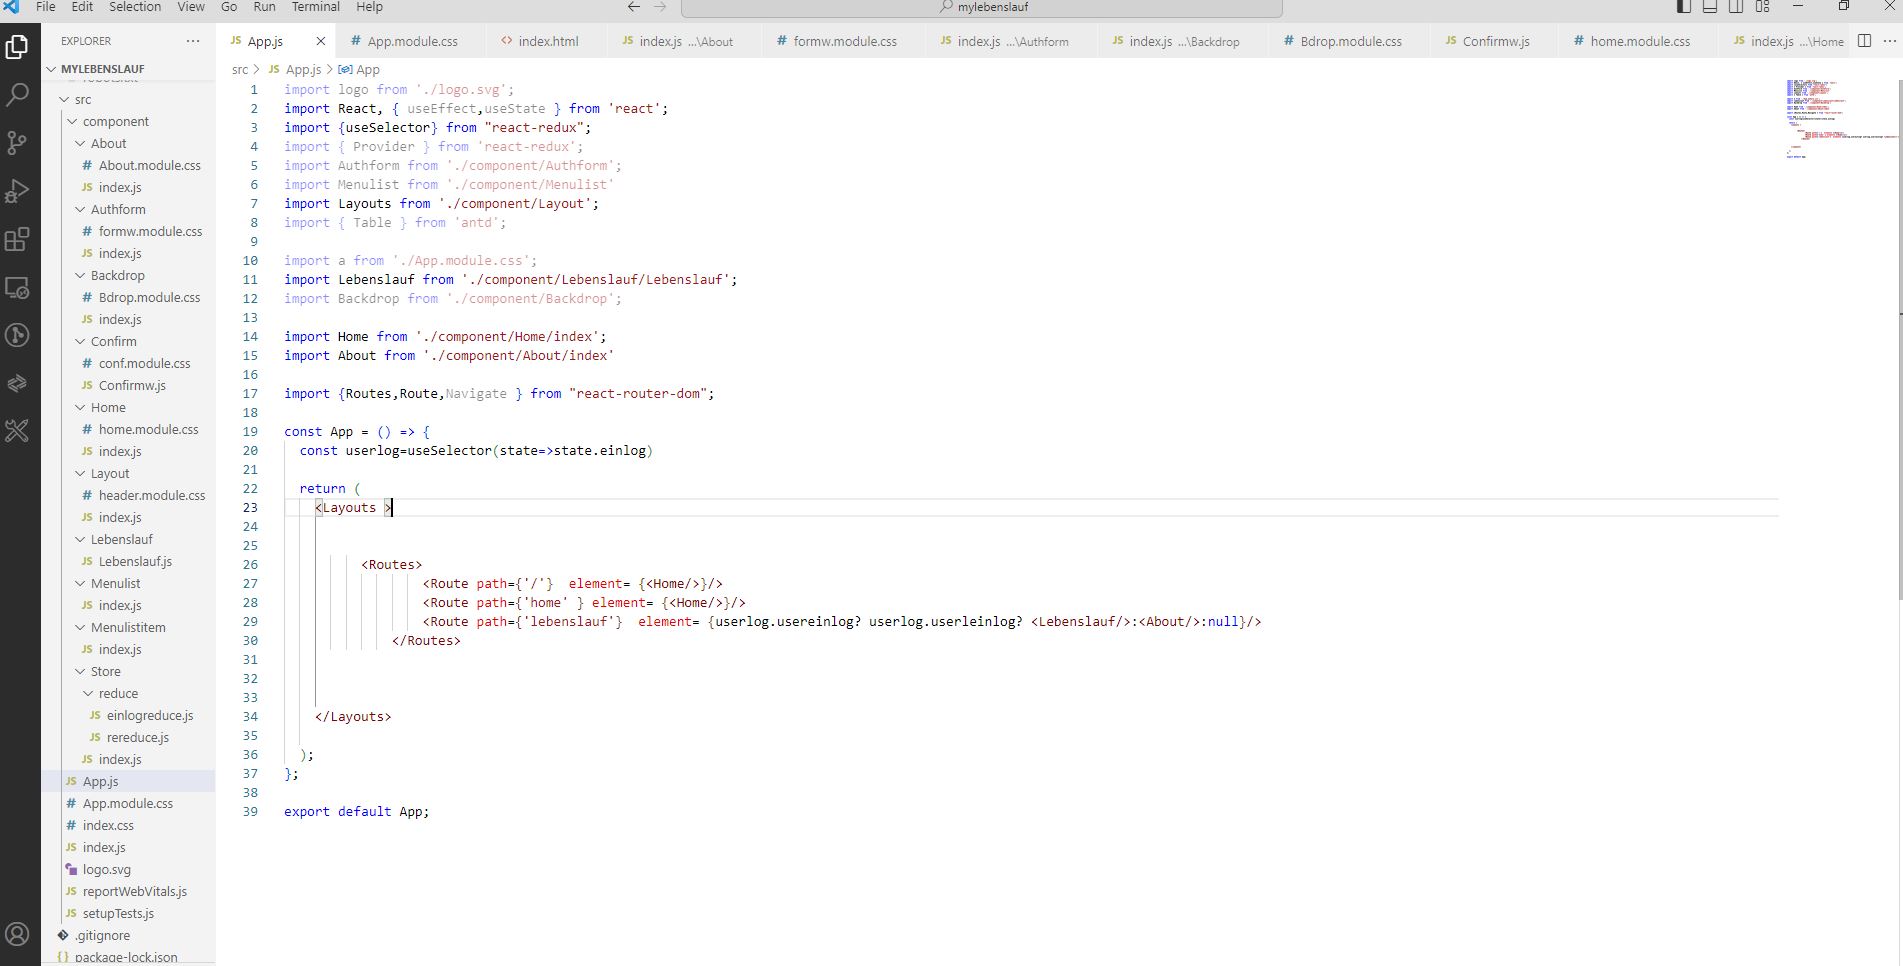 File Edit Selection View Go Run Terminal Help
mylebenslauf
EXPLORER ...
App.js App.module.css index.html index.js ...\About formw.module.css index.js ...\Authform index.js ...\Backdrop Bdrop.module.css Confirmw.js home.module.css index.js ...\Home
MYLEBENSLAUF
src
component
About
About.module.css
index.js
Authform
formw.module.css
index.js
Backdrop
Bdrop.module.css
index.js
Confirm
conf.module.css
Confirmw.js
Home
home.module.css
index.js
Layout
header.module.css
index.js
Lebenslauf
Lebenslauf.js
Menulist
index.js
Menulistitem
index.js
Store
reduce
einlogreduce.js
rereduce.js
index.js
App.js
App.module.css
index.css
index.js
logo.svg
reportWebVitals.js
setupTests.js
.gitignore
package-lock.json
src > App.js > App
1 import logo from './logo.svg';
2 import React, { useEffect,useState } from 'react';
3 import {useSelector} from "react-redux";
4 import { Provider } from 'react-redux';
5 import Authform from './component/Authform';
6 import Menulist from './component/Menulist'
7 import Layouts from './component/Layout';
8 import { Table } from 'antd';
9
10 import a from './App.module.css';
11 import Lebenslauf from './component/Lebenslauf/Lebenslauf';
12 import Backdrop from './component/Backdrop';
13
14 import Home from './component/Home/index';
15 import About from './component/About/index'
16
17 import {Routes,Route,Navigate } from "react-router-dom";
18
19 const App = () => {
20 const userlog=useSelector(state=>state.einlog)
21
22 return (
23 <Layouts >
24
25
26 <Routes>
27 <Route path={'/'}  element= {<Home/>}/>
28 <Route path={'home' } element= {<Home/>}/>
29 <Route path={'lebenslauf'}  element= {userlog.usereinlog? userlog.userleinlog? <Lebenslauf/>:<About/>:null}/>
30 </Routes>
31
32
33
34 </Layouts>
35
36 );
37 };
38
39 export default App;